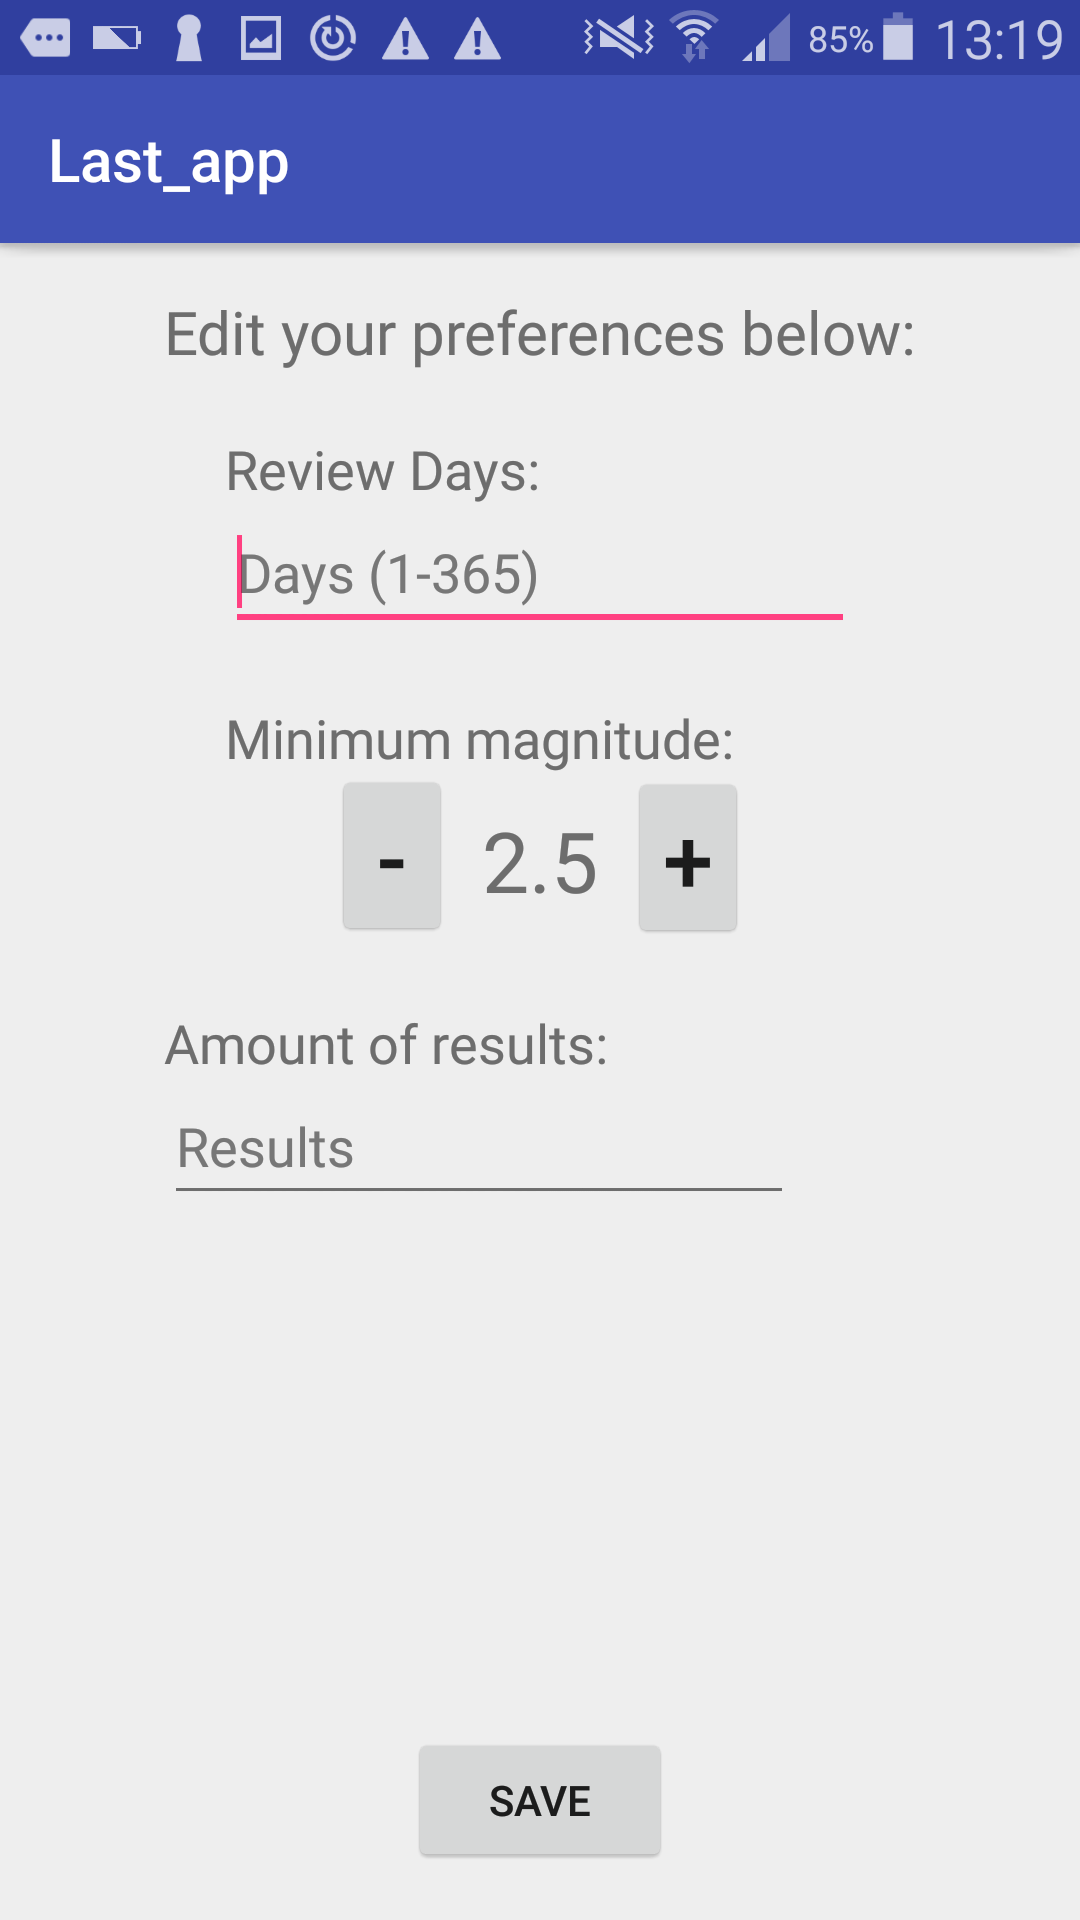 85% 13:19
Last_app
Edit your preferences below:
Review Days:
Days (1-365)
Minimum magnitude:
- 2.5 +
Amount of results:
Results
SAVE